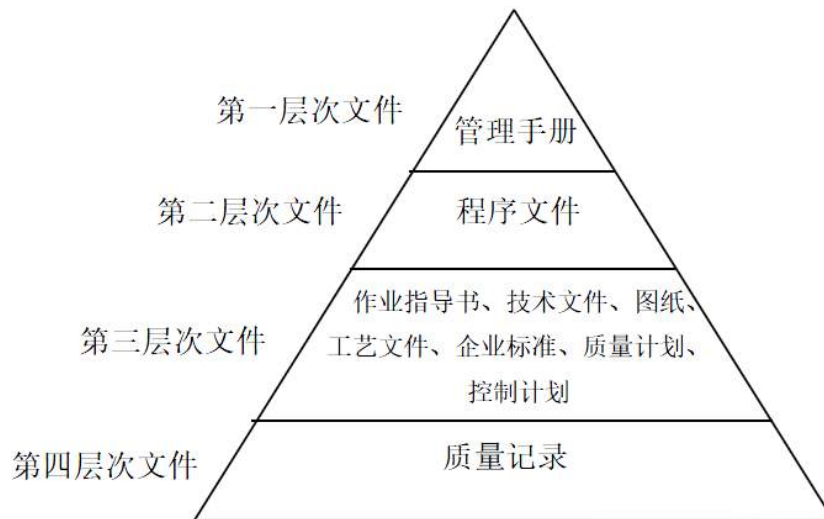 第一层次文件
管理手册
第二层次文件
程序文件
作业指导书、技术文件、图纸、
第三层次文件
工艺文件、企业标准、质量计划、
控制计划
第四层次文件
质量记录